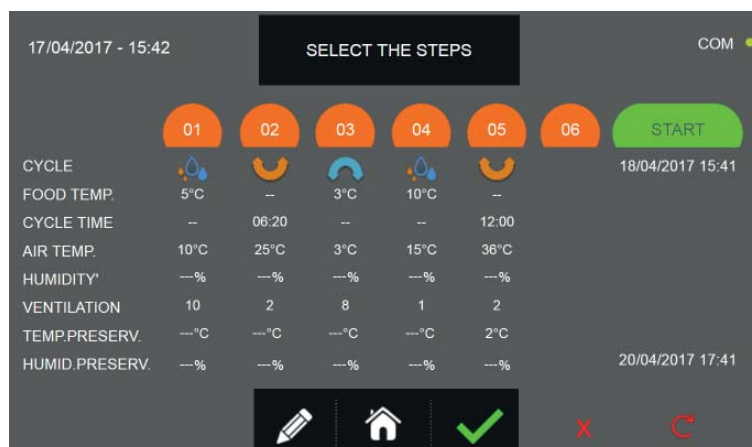 17/04/2017 - 15:42
SELECT THE STEPS
COM
01 02 03 04 05 06 START
CYCLE 18/04/2017 15:41
FOOD TEMP. 5°C -- 3°C 10°C --
CYCLE TIME -- 06:20 -- -- 12:00
AIR TEMP. 10°C 25°C 3°C 15°C 36°C
HUMIDITY' ---% ---% ---% ---% ---%
VENTILATION 10 2 8 1 2
TEMP.PRESERV. ---°C ---°C ---°C ---°C 2°C
HUMID.PRESERV. ---% ---% ---% ---% ---% 20/04/2017 17:41
X